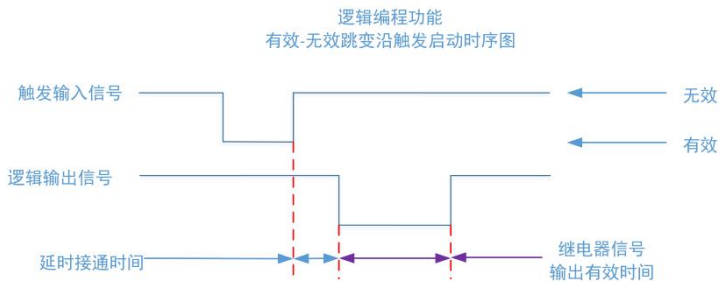 逻辑编程功能
有效-无效跳变沿触发启动时序图
触发输入信号
无效
有效
逻辑输出信号
延时接通时间
继电器信号
输出有效时间